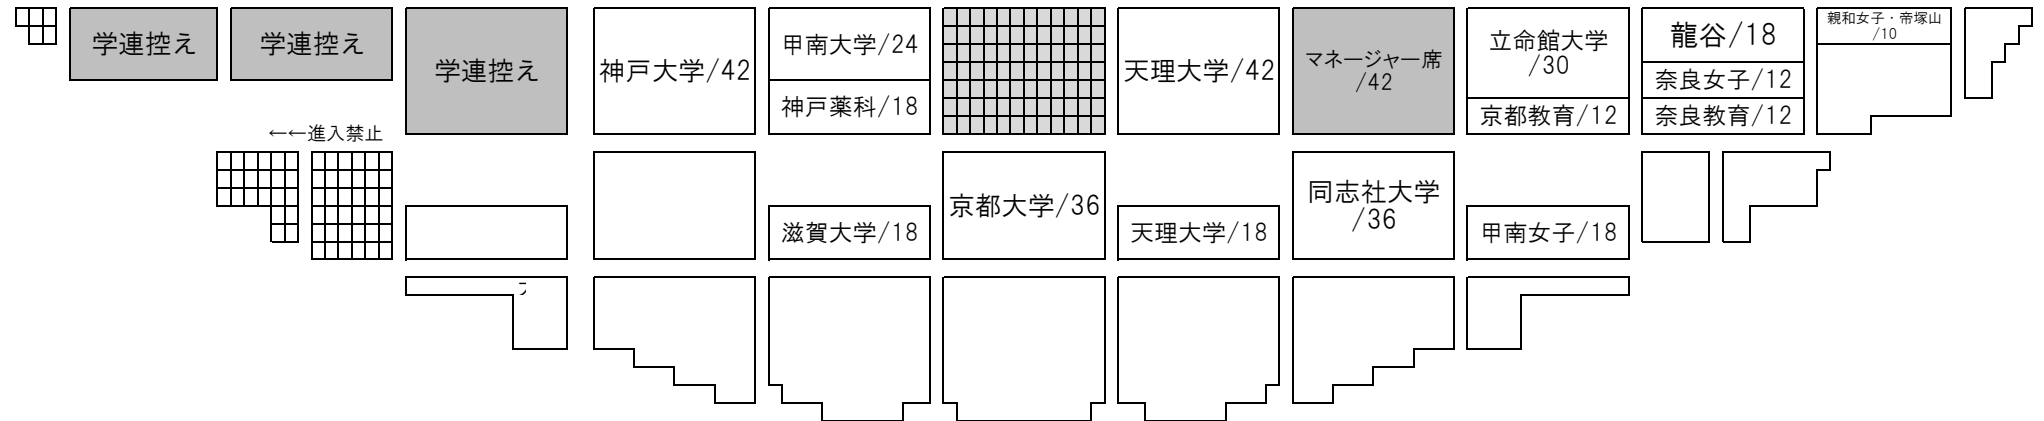 学連控え
学連控え
学連控え
神戸大学/42
甲南大学/24
神戸薬科/18
天理大学/42
マネージャー席
/42
立命館大学
/30
京都教育/12
龍谷/18
奈良女子/12
奈良教育/12
親和女子・帝塚山
/10
←←進入禁止
滋賀大学/18
京都大学/36
天理大学/18
同志社大学
/36
甲南女子/18